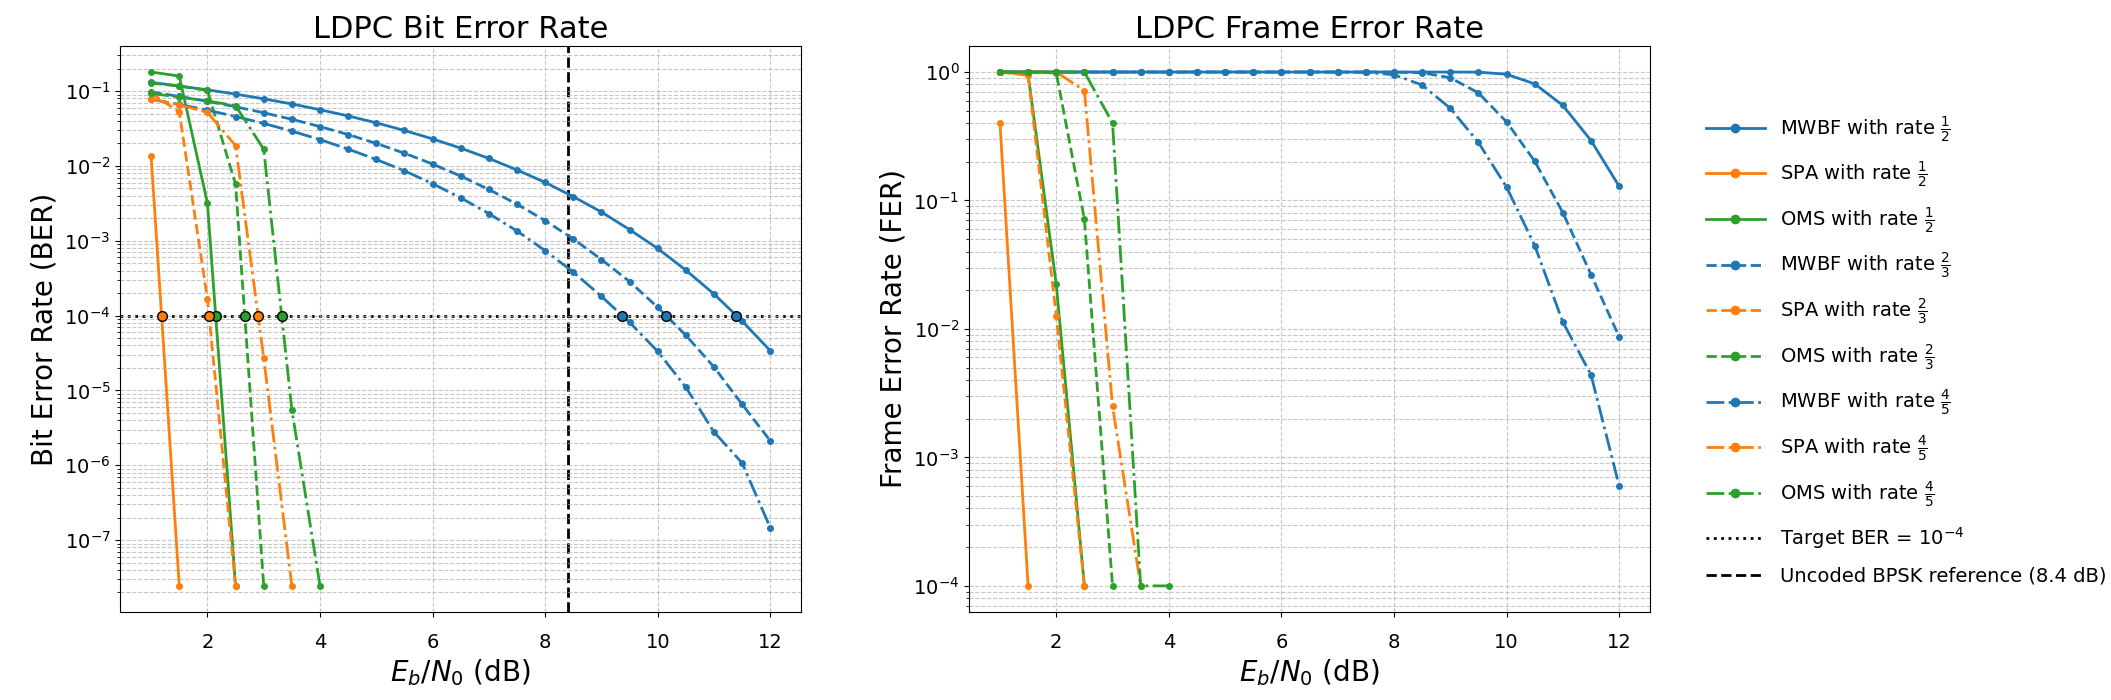 LDPC Bit Error Rate
Bit Error Rate (BER)
10⁻¹
10⁻²
10⁻³
10⁻⁴
10⁻⁵
10⁻⁶
10⁻⁷
2 4 6 8 10 12
E_b/N_0 (dB)
LDPC Frame Error Rate
Frame Error Rate (FER)
10⁰
10⁻¹
10⁻²
10⁻³
10⁻⁴
2 4 6 8 10 12
E_b/N_0 (dB)
MWBF with rate 1/2
SPA with rate 1/2
OMS with rate 1/2
MWBF with rate 2/3
SPA with rate 2/3
OMS with rate 2/3
MWBF with rate 4/5
SPA with rate 4/5
OMS with rate 4/5
Target BER = 10⁻⁴
Uncoded BPSK reference (8.4 dB)